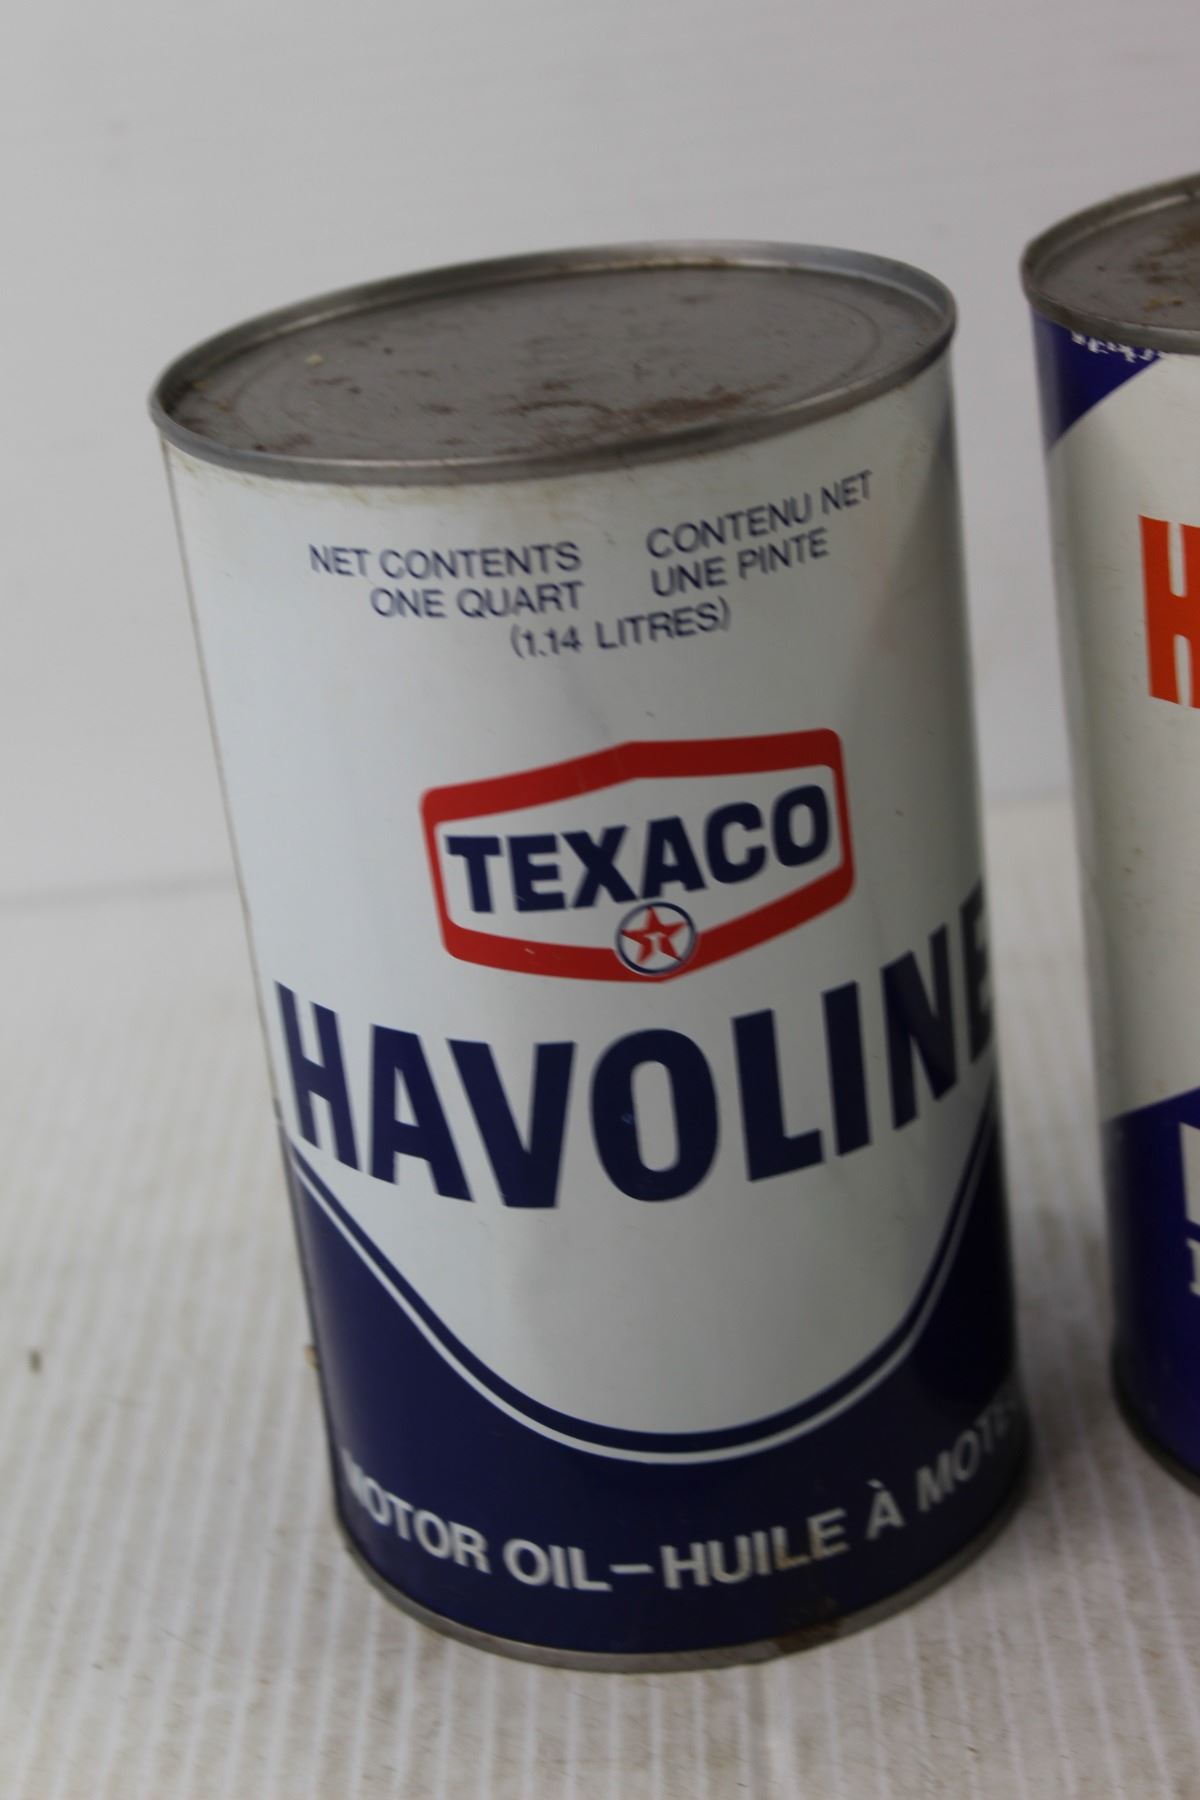 NET CONTENTS CONTENU NET
ONE QUART UNE PINTE
(1.14 LITRES)
TEXACO
T
HAVOLINE
MOTOR OIL–HUILE À
H